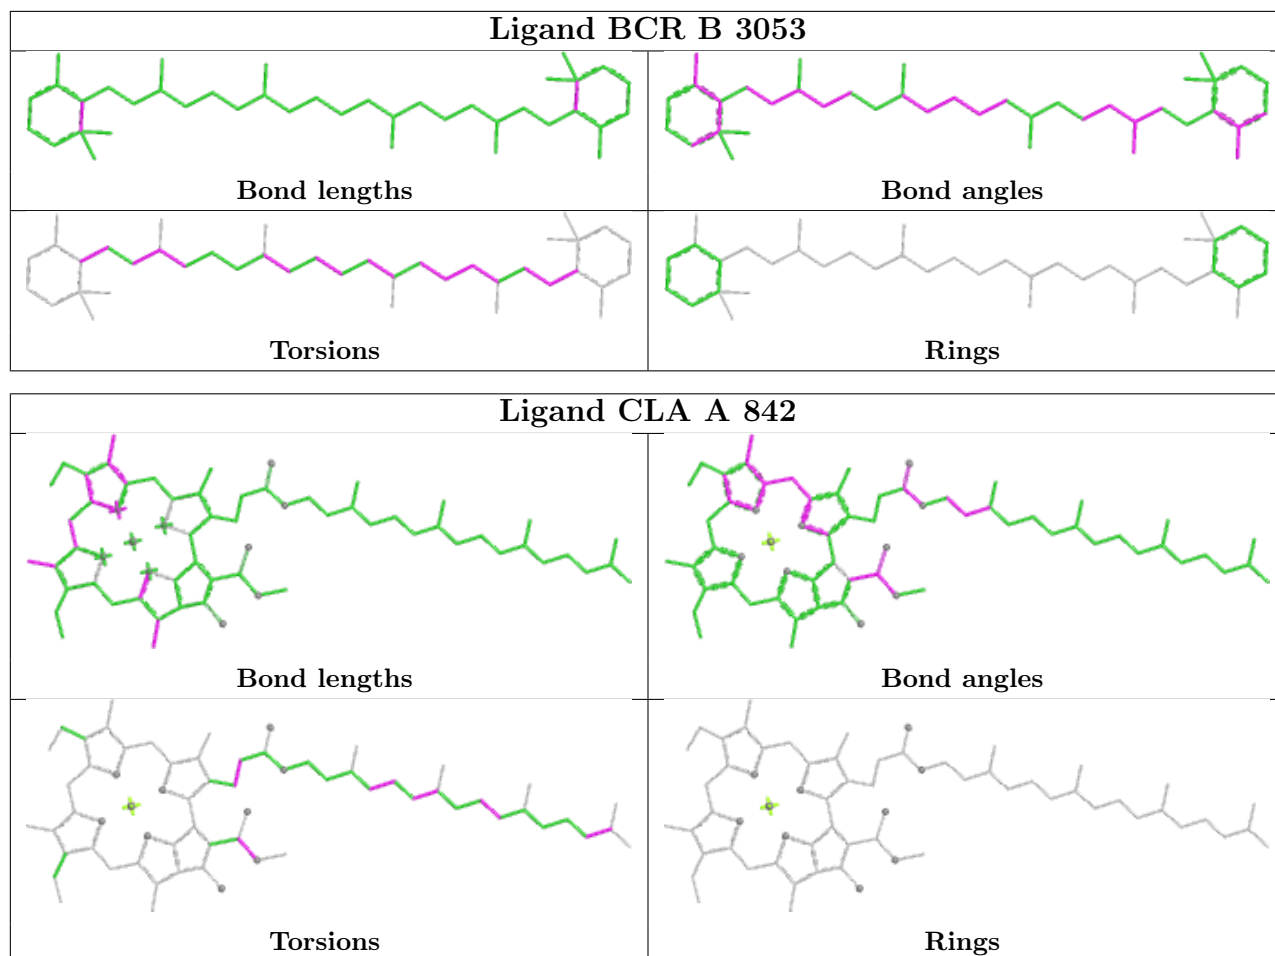 Ligand BCR B 3053
Bond lengths
Bond angles
Torsions
Rings
Ligand CLA A 842
Bond lengths
Bond angles
Torsions
Rings